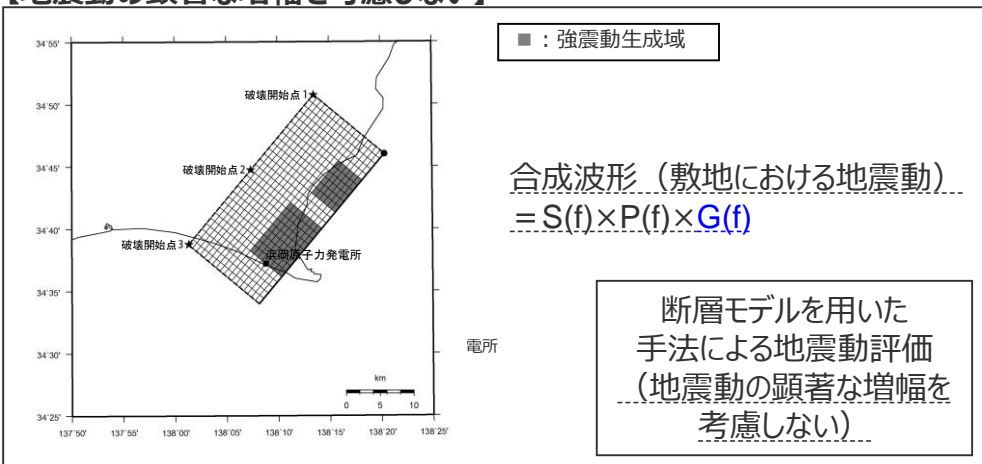 【地震動の顕著な増幅を考慮しない】
■：強震動生成域
34°55'
34°50'
34°45'
34°40'
34°35'
34°30'
34°25'
137°50'
137°55'
138°00'
138°05'
138°10'
138°15'
138°20'
138°25'
破壊開始点1
破壊開始点2
破壊開始点3
浜岡原子力発電所
km
0 5 10
電所
合成波形（敷地における地震動）
＝S(f)×P(f)×G(f)
断層モデルを用いた
手法による地震動評価
（地震動の顕著な増幅を
考慮しない）